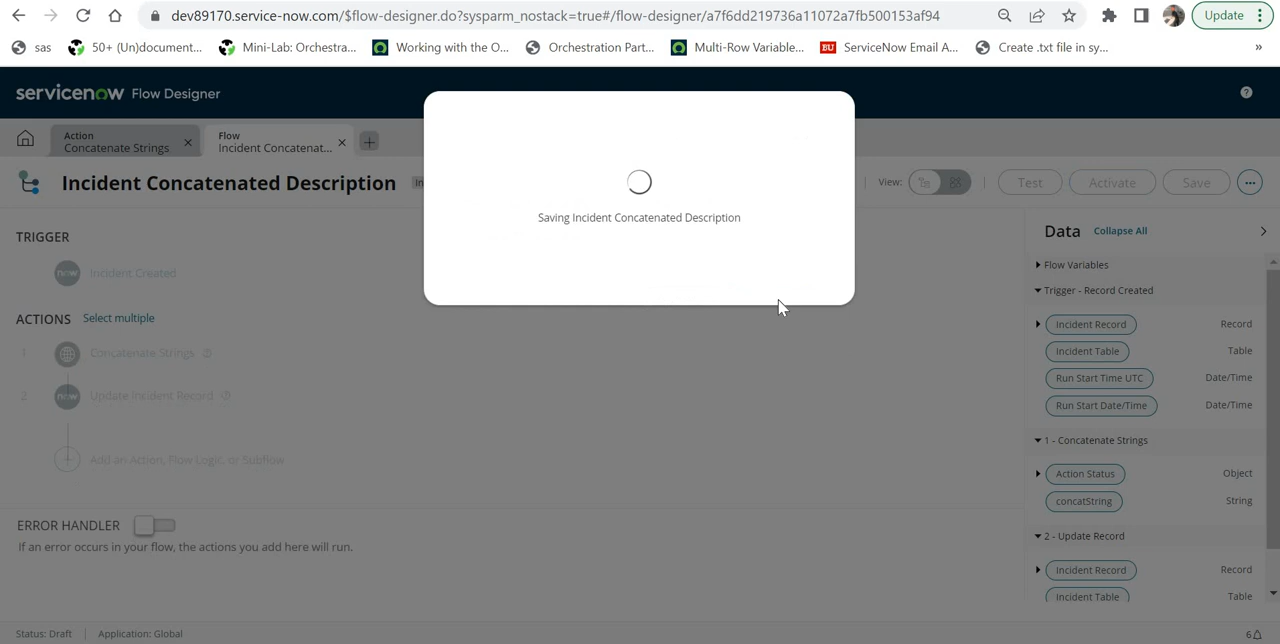 dev89170.service-now.com/$flow-designer.do?sysparm_nostack=true#/flow-designer/a7f6dd219736a11072a7fb500153af94
Update
sas
50+ (Un)document...
Mini-Lab: Orchestra...
Working with the O...
Orchestration Part...
Multi-Row Variable...
BU
ServiceNow Email A...
Create .txt file in sy...
»
servicenow Flow Designer
Action
Concatenate Strings
Flow
Incident Concatenat...
Incident Concatenated Description
In
View:
Test
Activate
Save
Saving Incident Concatenated Description
TRIGGER
now
Incident Created
ACTIONS
Select multiple
1
Concatenate Strings
2
now
Update Incident Record
Add an Action, Flow Logic, or Subflow
ERROR HANDLER
If an error occurs in your flow, the actions you add here will run.
Data
Collapse All
Flow Variables
Trigger - Record Created
Incident Record
Record
Incident Table
Table
Run Start Time UTC
Date/Time
Run Start Date/Time
Date/Time
1 - Concatenate Strings
Action Status
Object
concatString
String
2 - Update Record
Incident Record
Record
Incident Table
Table
Status: Draft
Application: Global
6